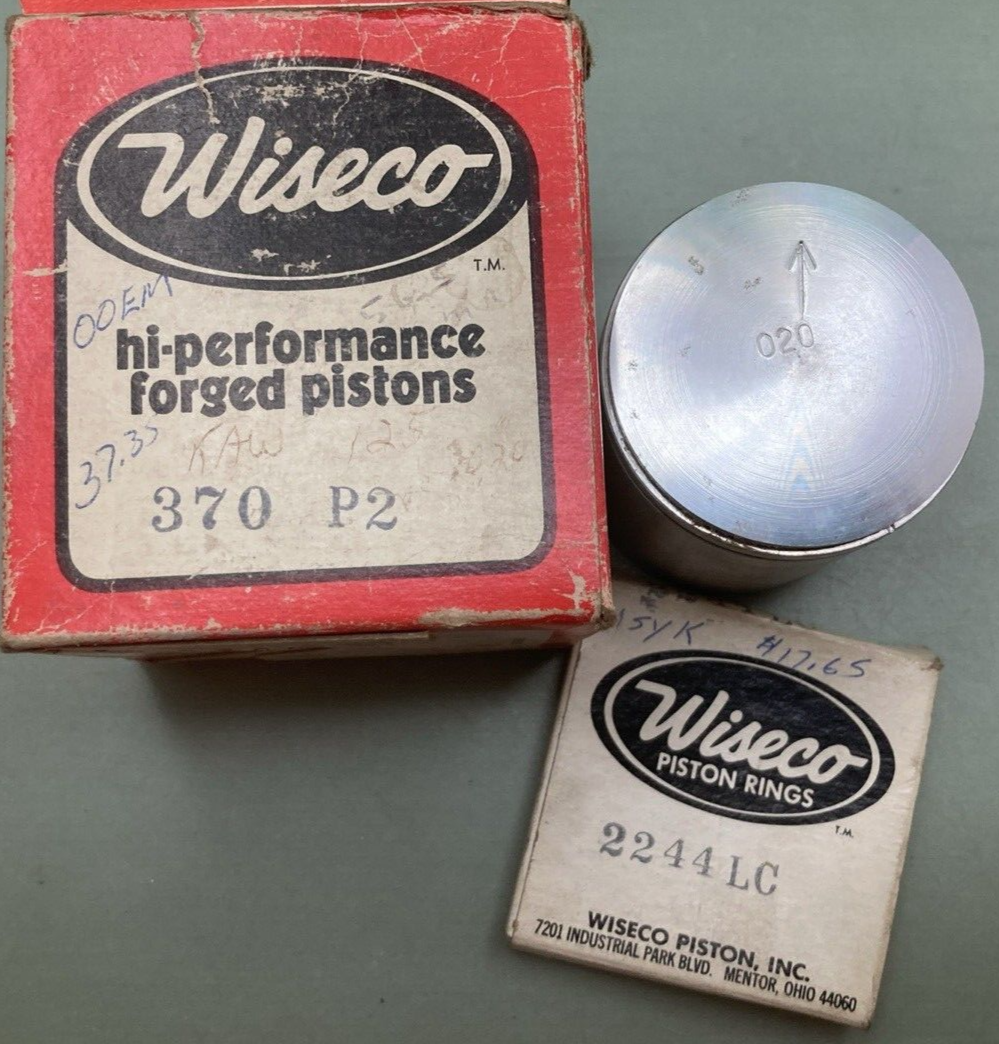 Wiseco
T.M.
OOEM
hi-performance
forged pistons
37.35
KAW 125
370 P2
020
$17.65
Wiseco
PISTON RINGS
T.M.
2244LC
WISECO PISTON, INC.
7201 INDUSTRIAL PARK BLVD. MENTOR, OHIO 44060